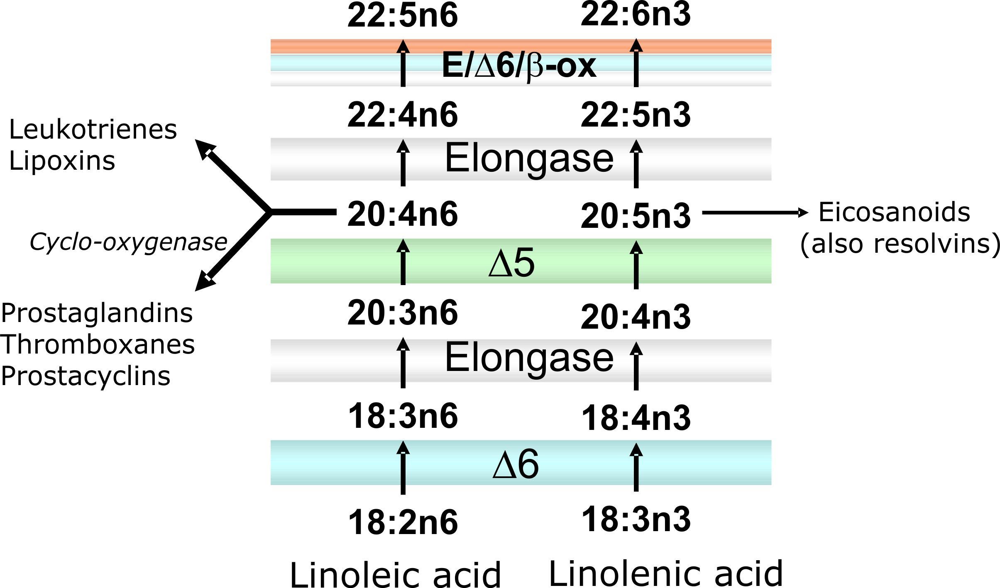 22:5n6 22:6n3
E/Δ6/β-ox
22:4n6 22:5n3
Leukotrienes
Lipoxins
Elongase
20:4n6 20:5n3
Eicosanoids
(also resolvins)
Cyclo-oxygenase
Δ5
Prostaglandins
Thromboxanes
Prostacyclins
20:3n6 20:4n3
Elongase
18:3n6 18:4n3
Δ6
18:2n6 18:3n3
Linoleic acid Linolenic acid